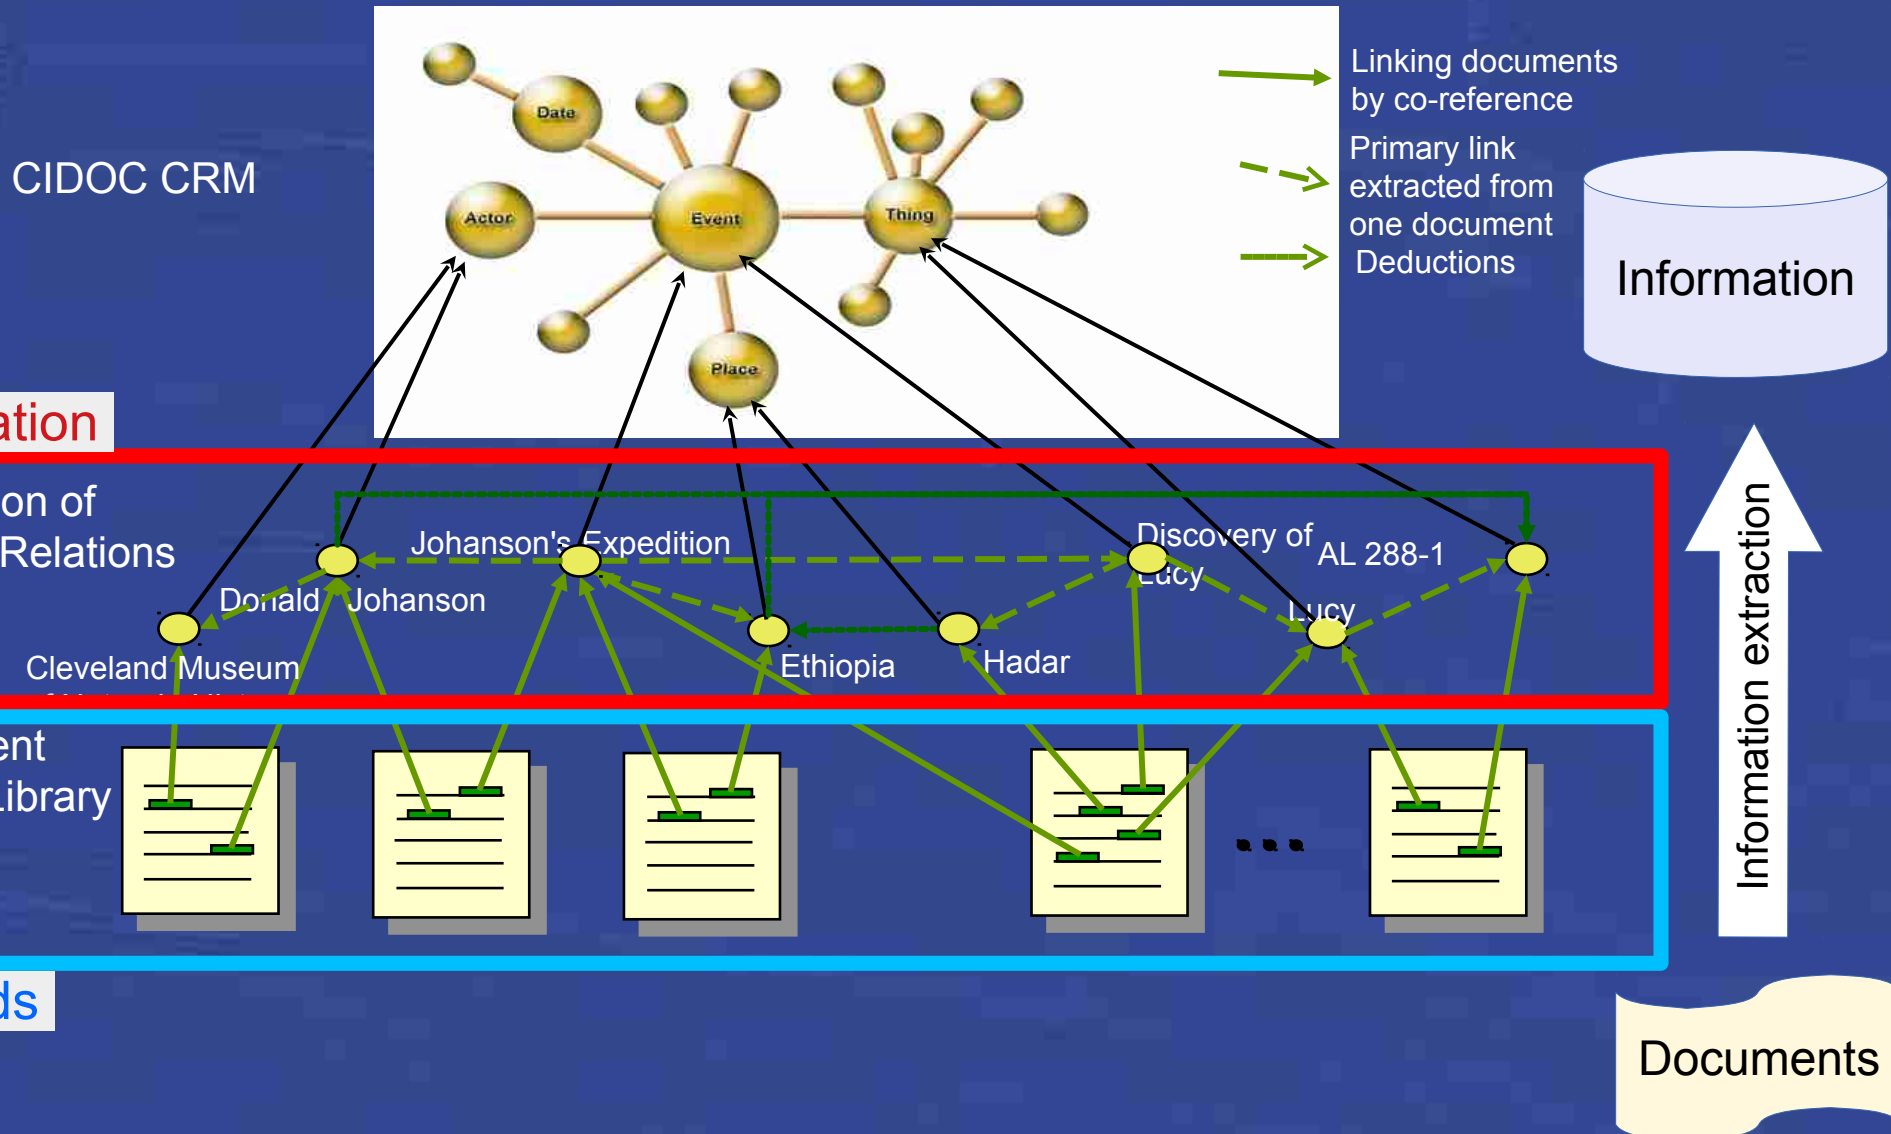 CIDOC CRM
Date
Actor
Event
Thing
Place
Linking documents
by co-reference
Primary link
extracted from
one document
Deductions
Information
ation
on of
Relations
Johanson's Expedition
Discovery of
Lucy
AL 288-1
Donald Johanson
Lucy
Cleveland Museum
Ethiopia
Hadar
Information extraction
ent
Library
ds
Documents